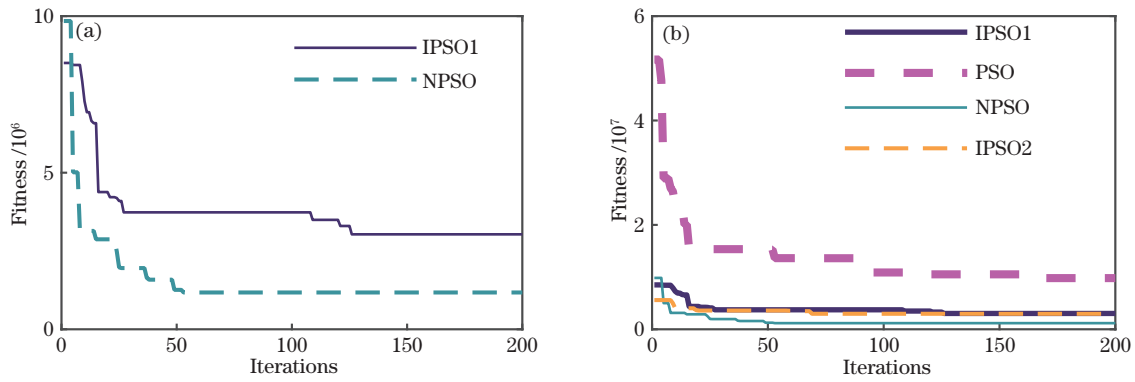 (a)
10
5
0
Fitness /10⁶
IPSO1
NPSO
0 50 100 150 200
Iterations
(b)
6
4
2
0
Fitness /10⁷
IPSO1
PSO
NPSO
IPSO2
0 50 100 150 200
Iterations